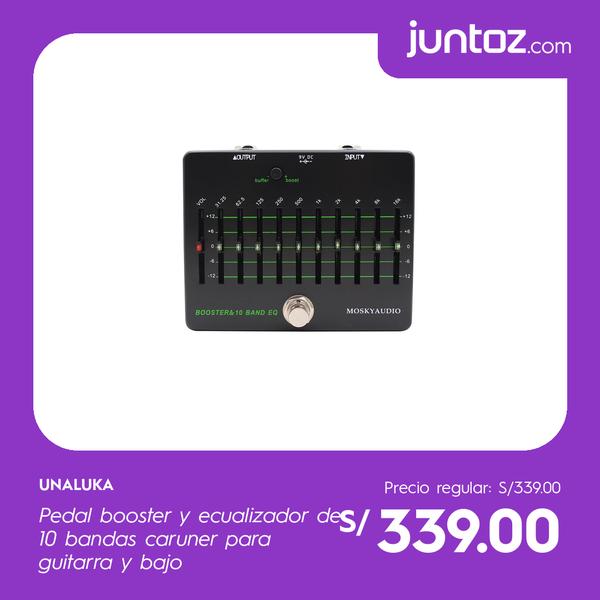 juntoz.com
▲OUTPUT 9V DC INPUT▼
buffer boost
VOL 31.25 62.5 125 250 500 1k 2k 4k 8k 16k
+12 +12
+6 +6
0 0
-6 -6
-12 -12
BOOSTER&10 BAND EQ MOSKYAUDIO
UNALUKA
Precio regular: S/339.00
Pedal booster y ecualizador de
10 bandas caruner para
guitarra y bajo
S/ 339.00